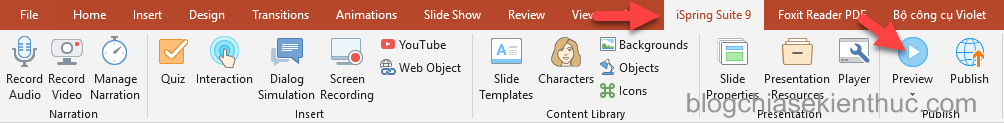 File Home Insert Design Transitions Animations Slide Show Review View iSpring Suite 9 Foxit Reader PDF Bộ công cụ Violet
Record Audio
Record Video
Manage Narration
Narration
Quiz
Interaction
Dialog Simulation
Screen Recording
YouTube
Web Object
Insert
Slide Templates
Characters
Backgrounds
Objects
Icons
Content Library
Slide Properties
Presentation Resources
Player
Presentation
Preview
Publish
Publish
blogchiasekienthuc.com